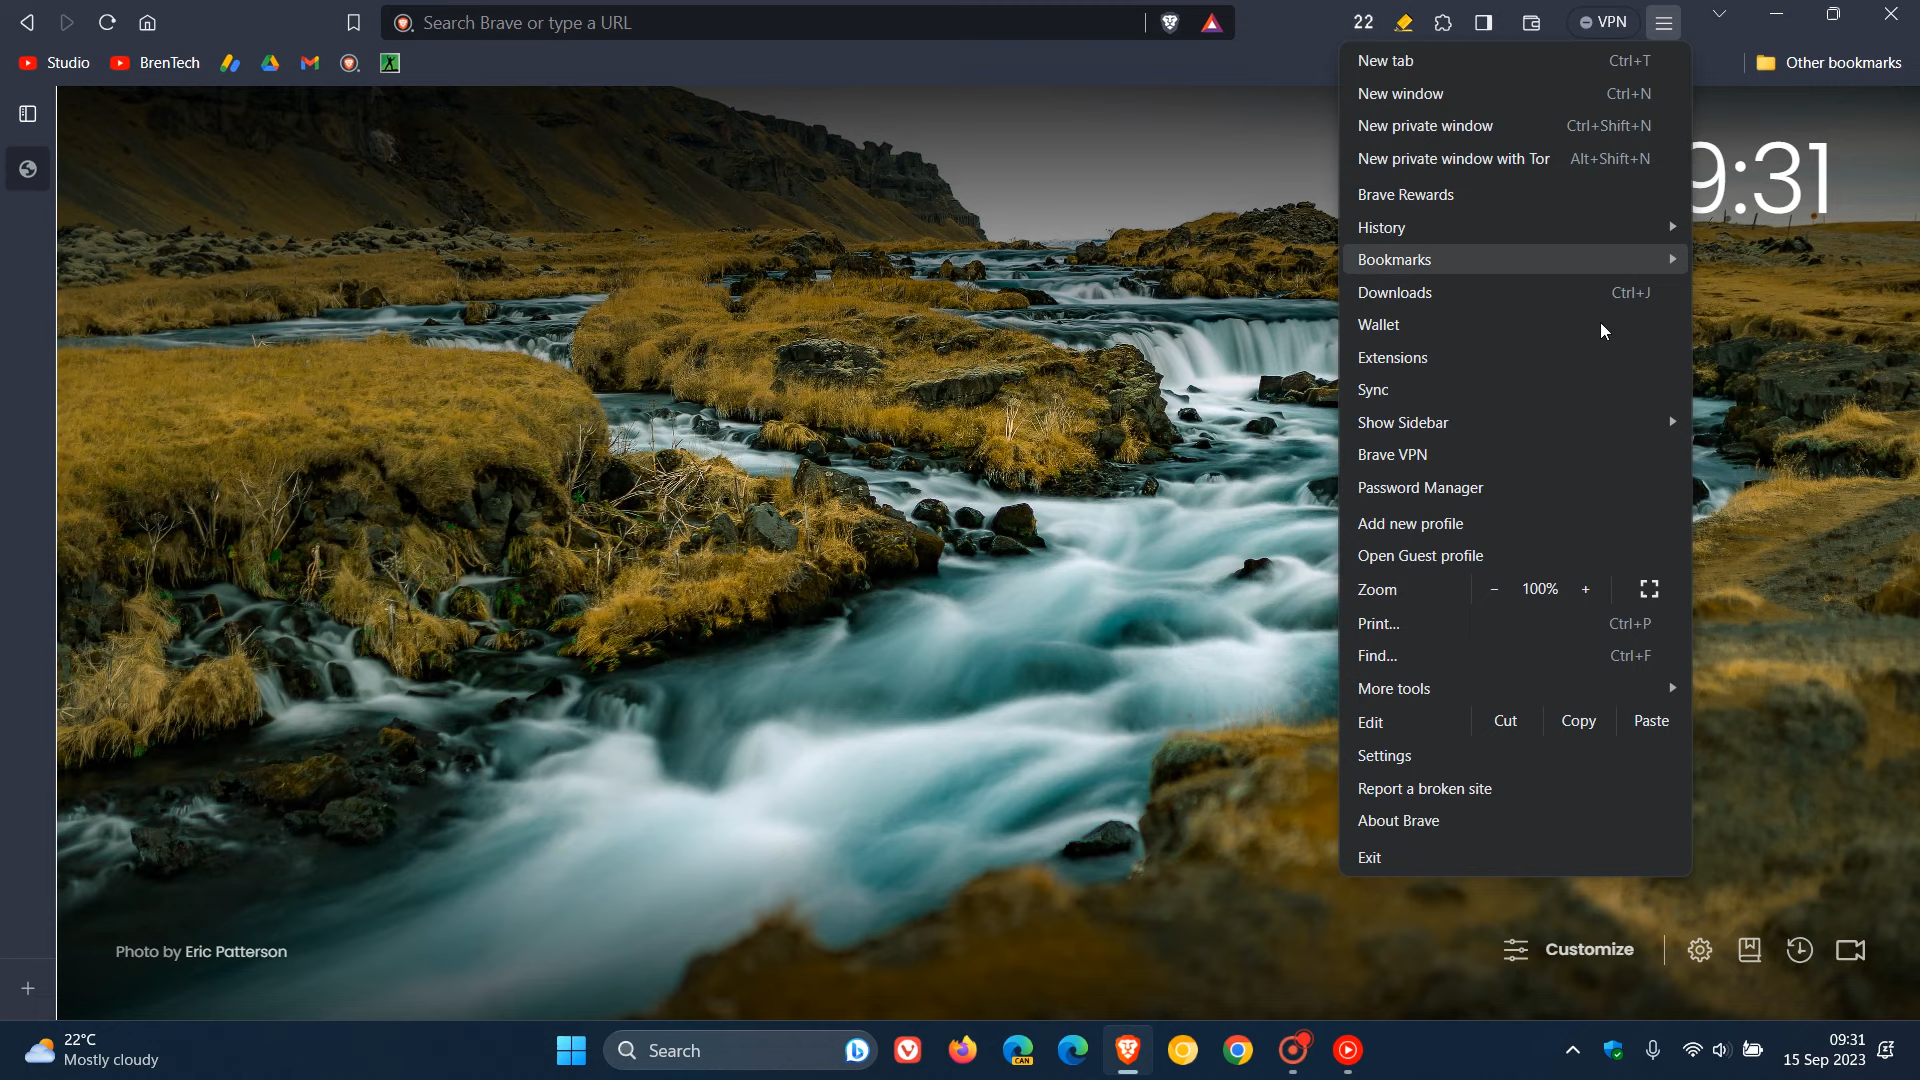 Search Brave or type a URL
22
VPN
Studio
BrenTech
Other bookmarks
New tab Ctrl+T
New window Ctrl+N
New private window Ctrl+Shift+N
New private window with Tor Alt+Shift+N
Brave Rewards
History
Bookmarks
Downloads Ctrl+J
Wallet
Extensions
Sync
Show Sidebar
Brave VPN
Password Manager
Add new profile
Open Guest profile
Zoom - 100% +
Print... Ctrl+P
Find... Ctrl+F
More tools
Edit Cut Copy Paste
Settings
Report a broken site
About Brave
Exit
9:31
Photo by Eric Patterson
Customize
22°C
Mostly cloudy
Search
CAN
09:31
15 Sep 2023